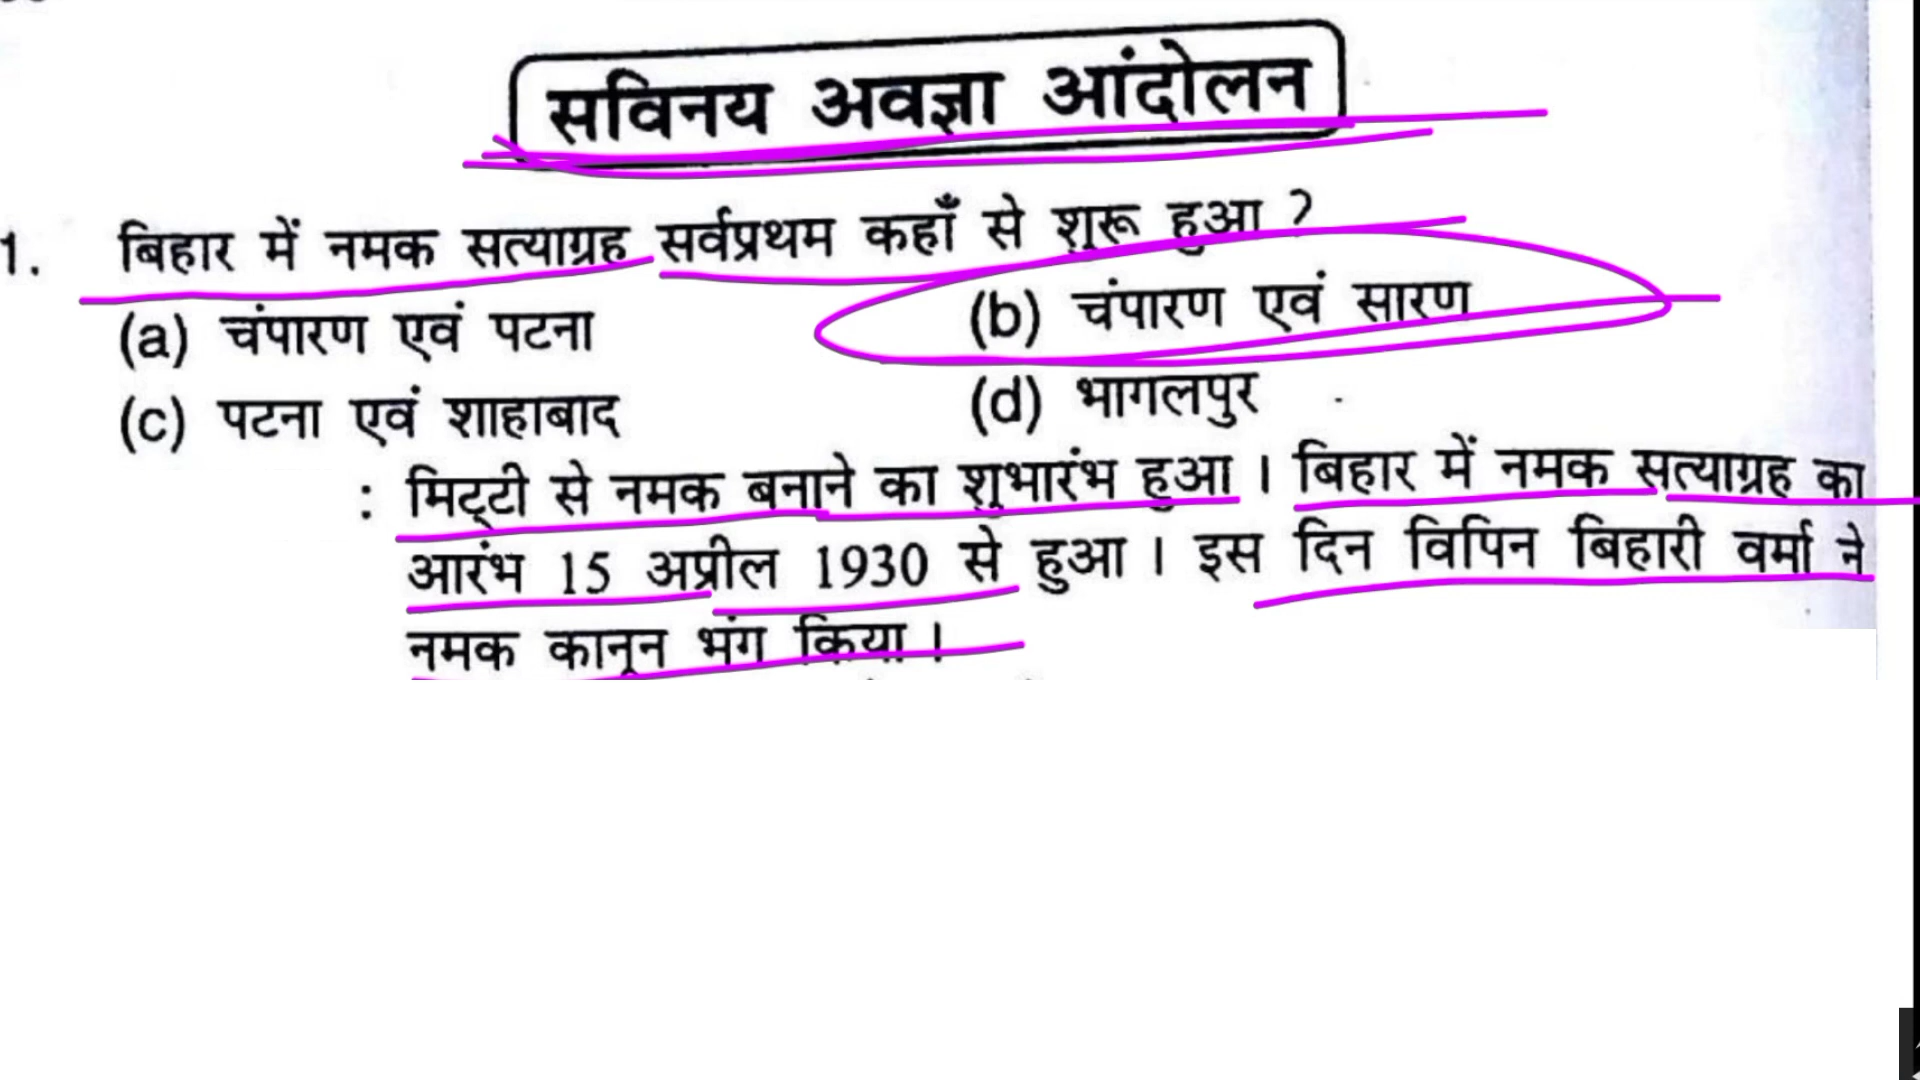 सविनय अवज्ञा आंदोलन
1. बिहार में नमक सत्याग्रह सर्वप्रथम कहाँ से शुरू हुआ ?
(a) चंपारण एवं पटना (b) चंपारण एवं सारण
(c) पटना एवं शाहाबाद (d) भागलपुर
: मिट्टी से नमक बनाने का शुभारंभ हुआ । बिहार में नमक सत्याग्रह का
आरंभ 15 अप्रील 1930 से हुआ । इस दिन विपिन बिहारी वर्मा ने
नमक कानून भंग किया ।